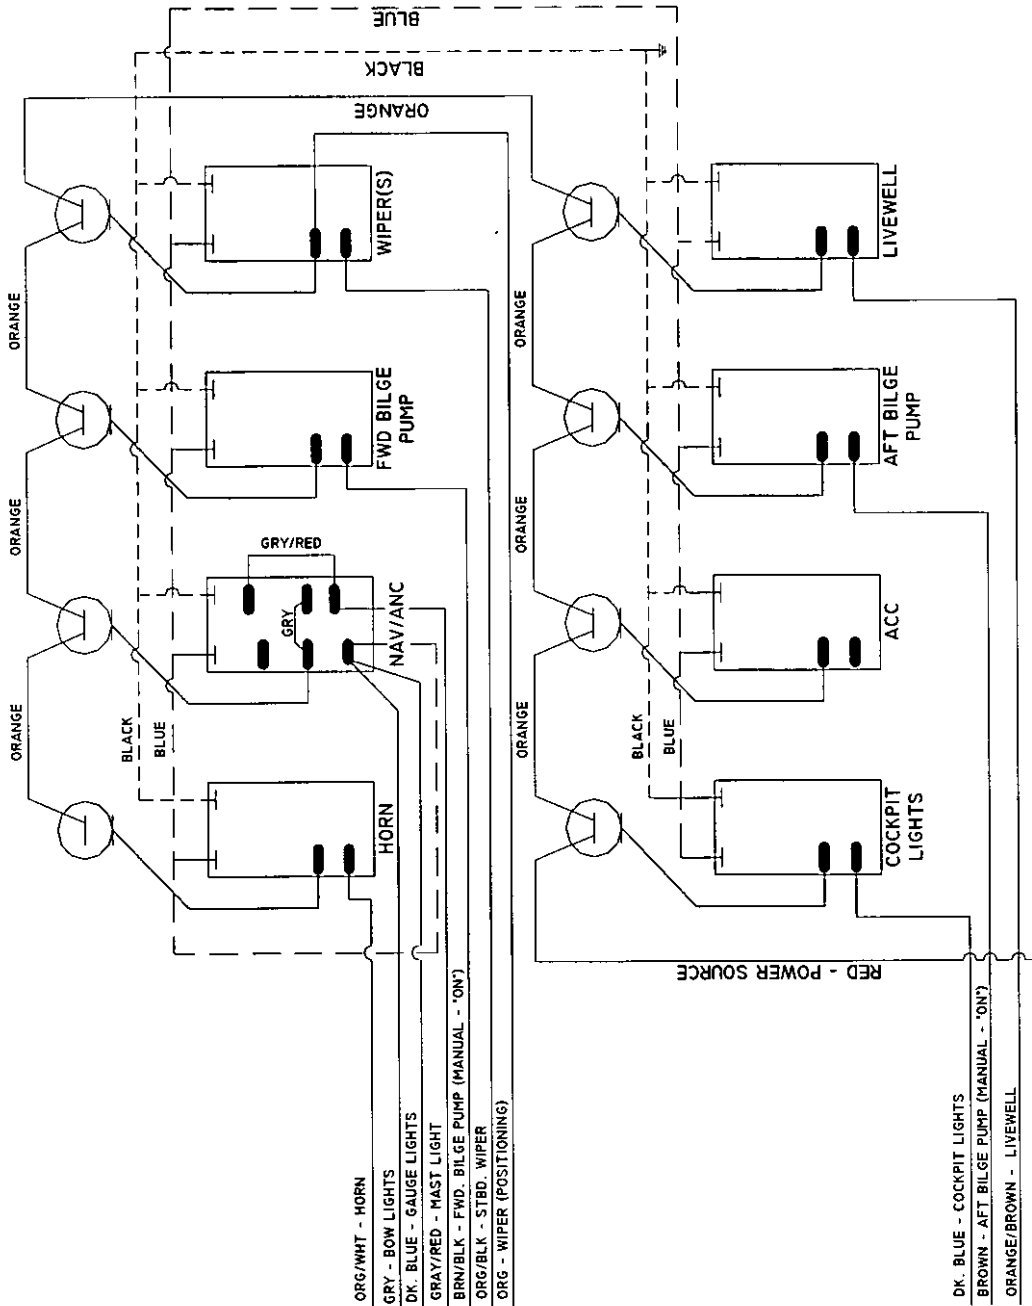 BLUE
BLACK
ORANGE
WIPER(S)
LIVEWELL
ORANGE
ORANGE
FWD BILGE
PUMP
AFT BILGE
PUMP
ORANGE
ORANGE
GRY/RED
GRY
NAV/ANC
ACC
ORANGE
ORANGE
BLACK
BLUE
BLACK
BLUE
HORN
COCKPIT
LIGHTS
RED - POWER SOURCE
ORG/WHT - HORN
GRY - BOW LIGHTS
DK. BLUE - GAUGE LIGHTS
GRAY/RED - MAST LIGHT
BRN/BLK - FWD. BILGE PUMP (MANUAL - "ON")
ORG/BLK - STBD. WIPER
ORG - WIPER (POSITIONING)
DK. BLUE - COCKPIT LIGHTS
BROWN - AFT BILGE PUMP (MANUAL - "ON")
ORANGE/BROWN - LIVEWELL